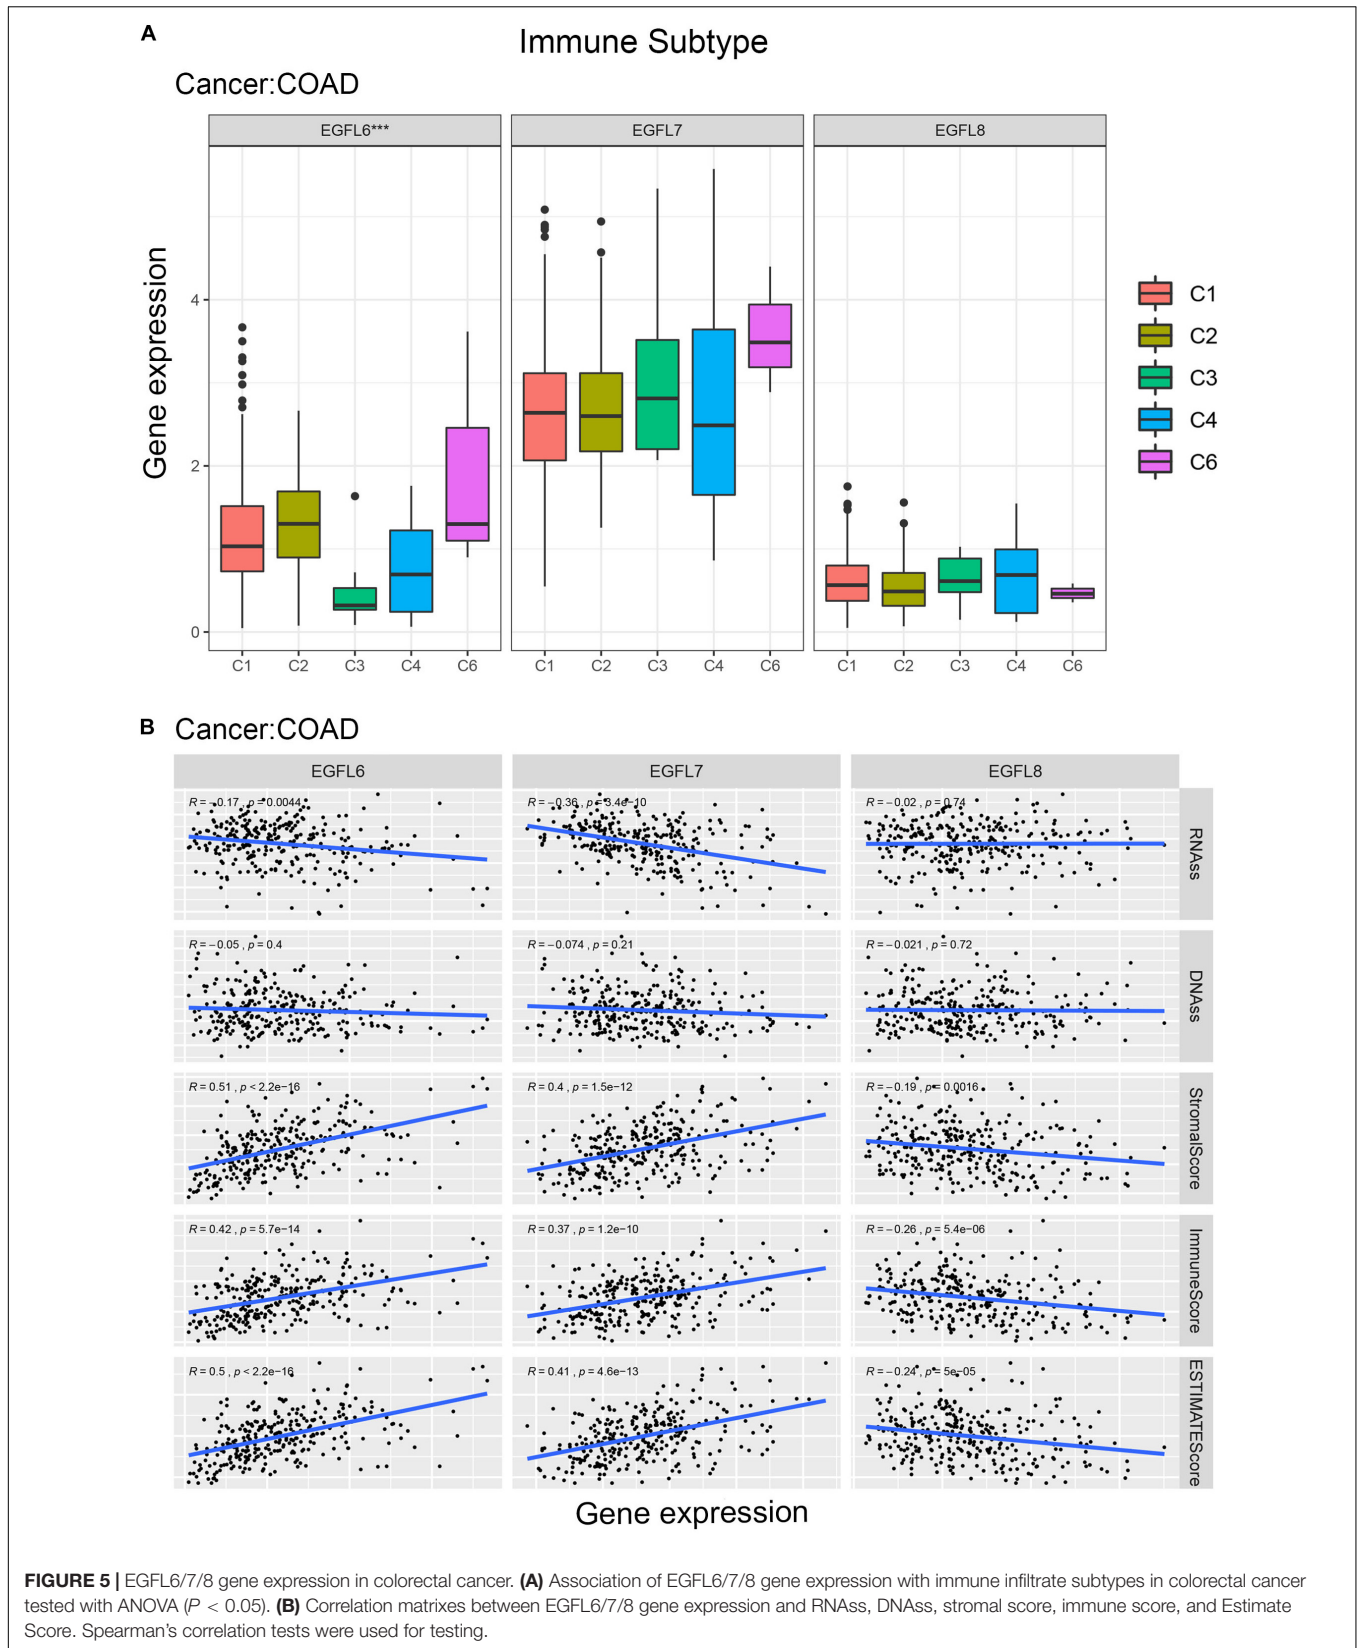 A
Immune Subtype
Cancer:COAD
EGFL6*** EGFL7 EGFL8
Gene expression
4
2
0
C1 C2 C3 C4 C6 C1 C2 C3 C4 C6 C1 C2 C3 C4 C6
C1
C2
C3
C4
C6
B Cancer:COAD
EGFL6 EGFL7 EGFL8
R = −0.17 , p = 0.0044 R = −0.36 , p = 3.4e−10 R = −0.02 , p = 0.74
RNAss
R = −0.05 , p = 0.4 R = −0.074 , p = 0.21 R = −0.021 , p = 0.72
DNAss
R = 0.51 , p < 2.2e−16 R = 0.4 , p = 1.5e−12 R = −0.19 , p = 0.0016
StromalScore
R = 0.42 , p = 5.7e−14 R = 0.37 , p = 1.2e−10 R = −0.26 , p = 5.4e−06
ImmuneScore
R = 0.5 , p < 2.2e−16 R = 0.41 , p = 4.6e−13 R = −0.24 , p = 5e−05
ESTIMATEScore
Gene expression
FIGURE 5 | EGFL6/7/8 gene expression in colorectal cancer. (A) Association of EGFL6/7/8 gene expression with immune infiltrate subtypes in colorectal cancer
tested with ANOVA (P < 0.05). (B) Correlation matrixes between EGFL6/7/8 gene expression and RNAss, DNAss, stromal score, immune score, and Estimate
Score. Spearman's correlation tests were used for testing.